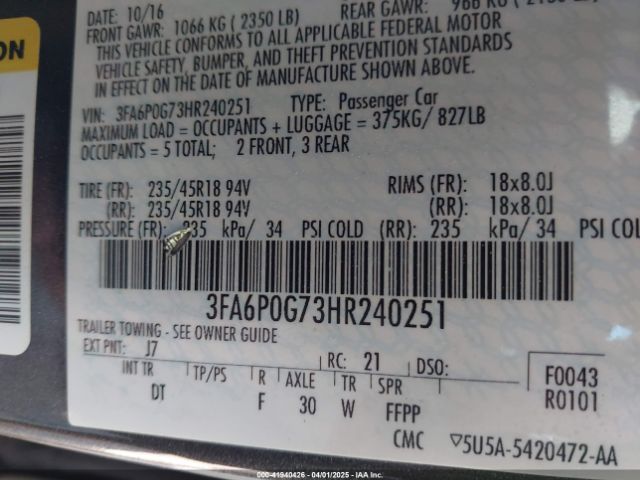 ON
DATE: 10/16
FRONT GAWR: 1066 KG ( 2350 LB) REAR GAWR: 966 KG ( LB)
THIS VEHICLE CONFORMS TO ALL APPLICABLE FEDERAL MOTOR
VEHICLE SAFETY, BUMPER, AND THEFT PREVENTION STANDARDS
IN EFFECT ON THE DATE OF MANUFACTURE SHOWN ABOVE.
VIN: 3FA6P0G73HR240251 TYPE: Passenger Car
MAXIMUM LOAD = OCCUPANTS + LUGGAGE = 375KG/ 827LB
OCCUPANTS = 5 TOTAL; 2 FRONT, 3 REAR
TIRE (FR): 235/45R18 94V RIMS (FR): 18x8.0J
(RR): 235/45R18 94V (RR): 18x8.0J
PRESSURE (FR): 235 kPa/ 34 PSI COLD (RR): 235 kPa/ 34 PSI COL
3FA6P0G73HR240251
TRAILER TOWING - SEE OWNER GUIDE
EXT PNT: J7 RC: 21 DSO:
INT TR TP/PS R AXLE TR SPR F0043
DT F 30 W FFPP R0101
CMC ▽5U5A-5420472-AA
000-41940426 - 04/01/2025 - IAAI.com